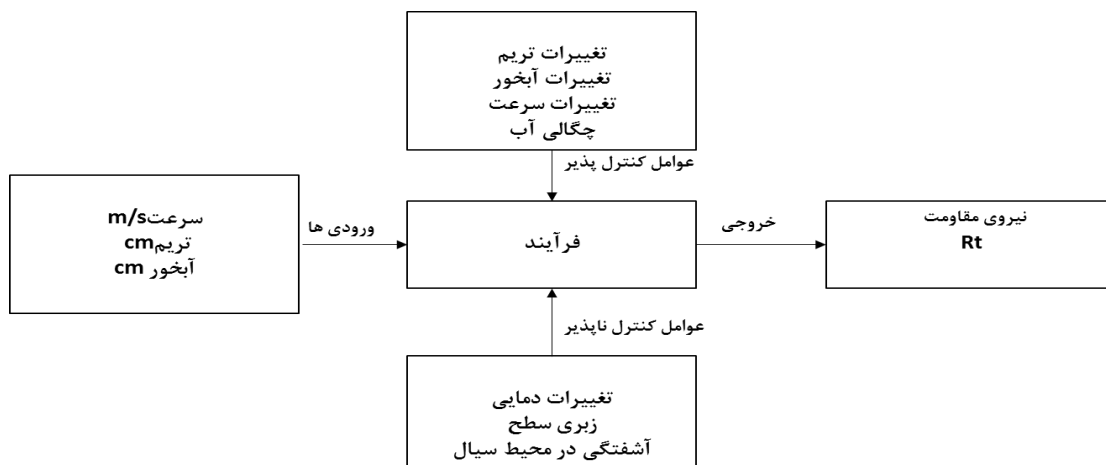 تغییرات تریم
تغییرات آبخور
تغییرات سرعت
چگالی آب
عوامل کنترل پذیر
نیروی مقاومت
Rt
خروجی
فرآیند
ورودی ها
سرعتm/s
تریمcm
آبخور cm
عوامل کنترل ناپذیر
تغییرات دمایی
زبری سطح
آشفتگی در محیط سیال